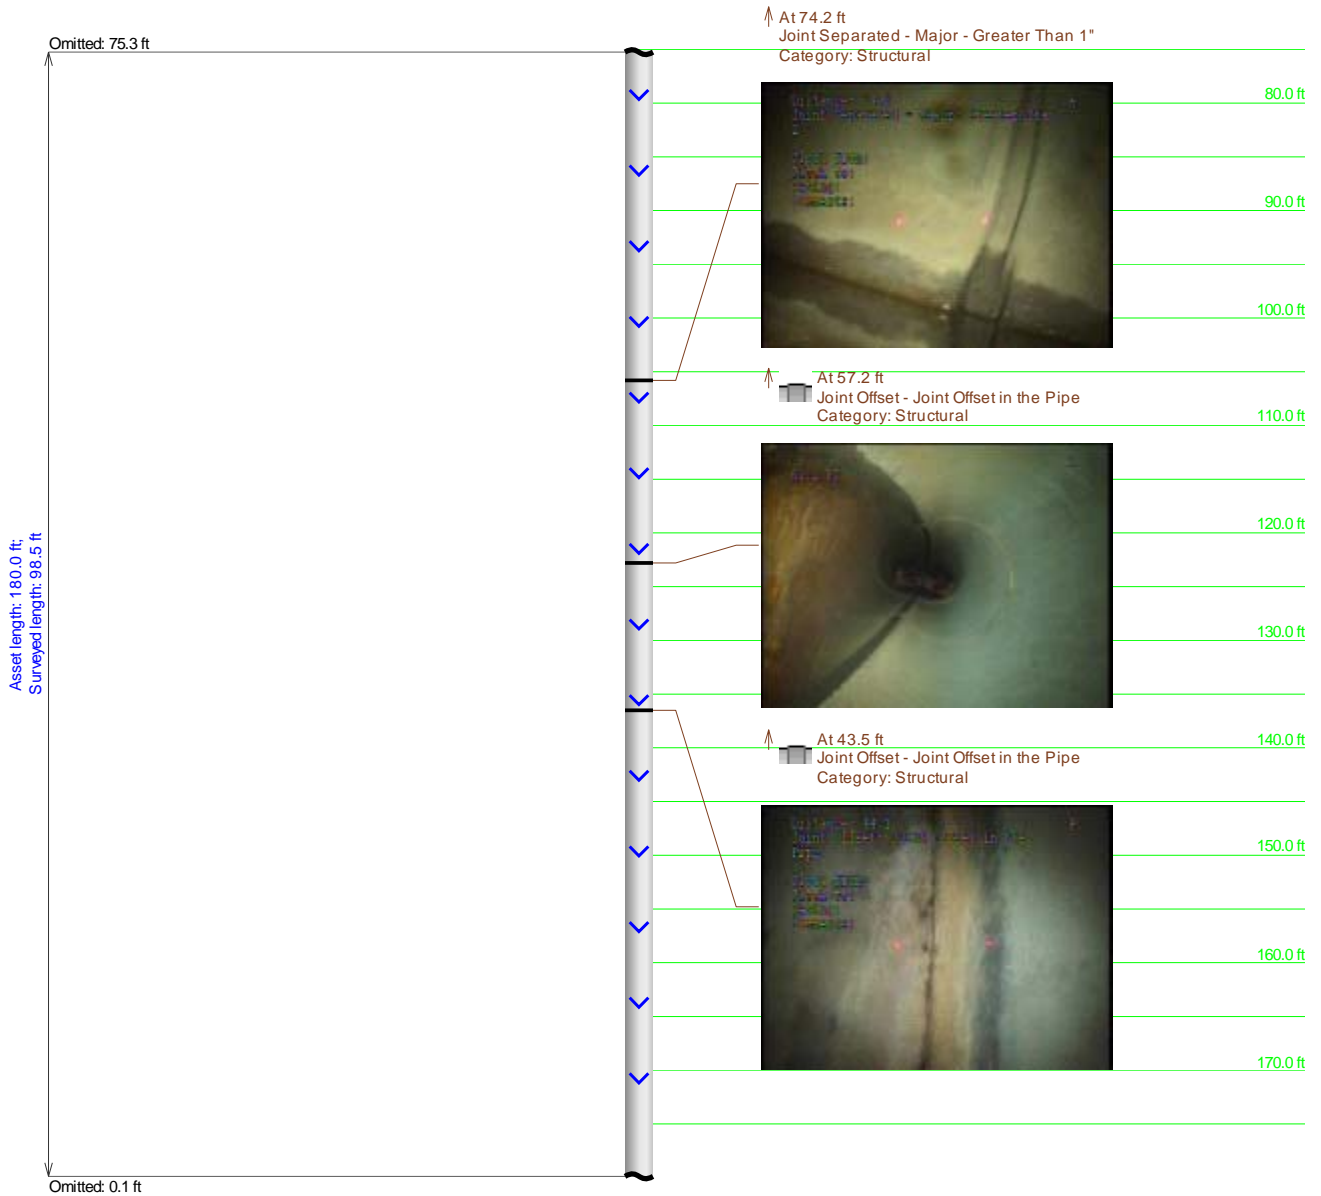 At 74.2 ft
Joint Separated - Major - Greater Than 1"
Category: Structural
Omitted: 75.3 ft
80.0 ft
90.0 ft
100.0 ft
At 57.2 ft
Joint Offset - Joint Offset in the Pipe
Category: Structural
110.0 ft
120.0 ft
Asset length: 180.0 ft;
Surveyed length: 98.5 ft
130.0 ft
At 43.5 ft
Joint Offset - Joint Offset in the Pipe
Category: Structural
140.0 ft
150.0 ft
160.0 ft
170.0 ft
Omitted: 0.1 ft